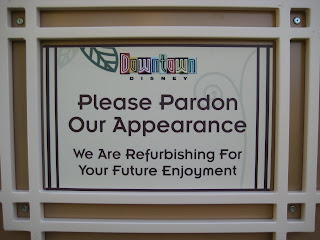 Downtown
DISNEY
Please Pardon
Our Appearance
We Are Refurbishing For
Your Future Enjoyment